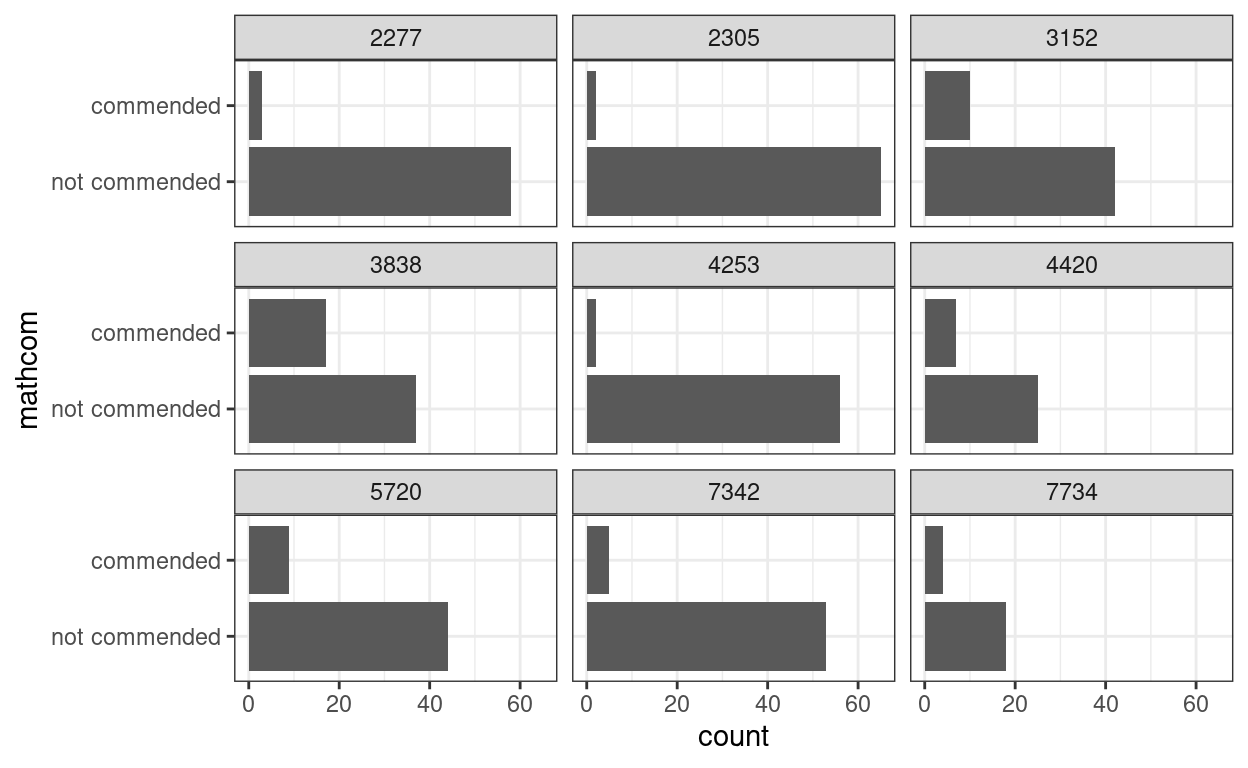 2277 2305 3152
commended
not commended
3838 4253 4420
commended
not commended
mathcom
5720 7342 7734
commended
not commended
0 20 40 60 0 20 40 60 0 20 40 60
count